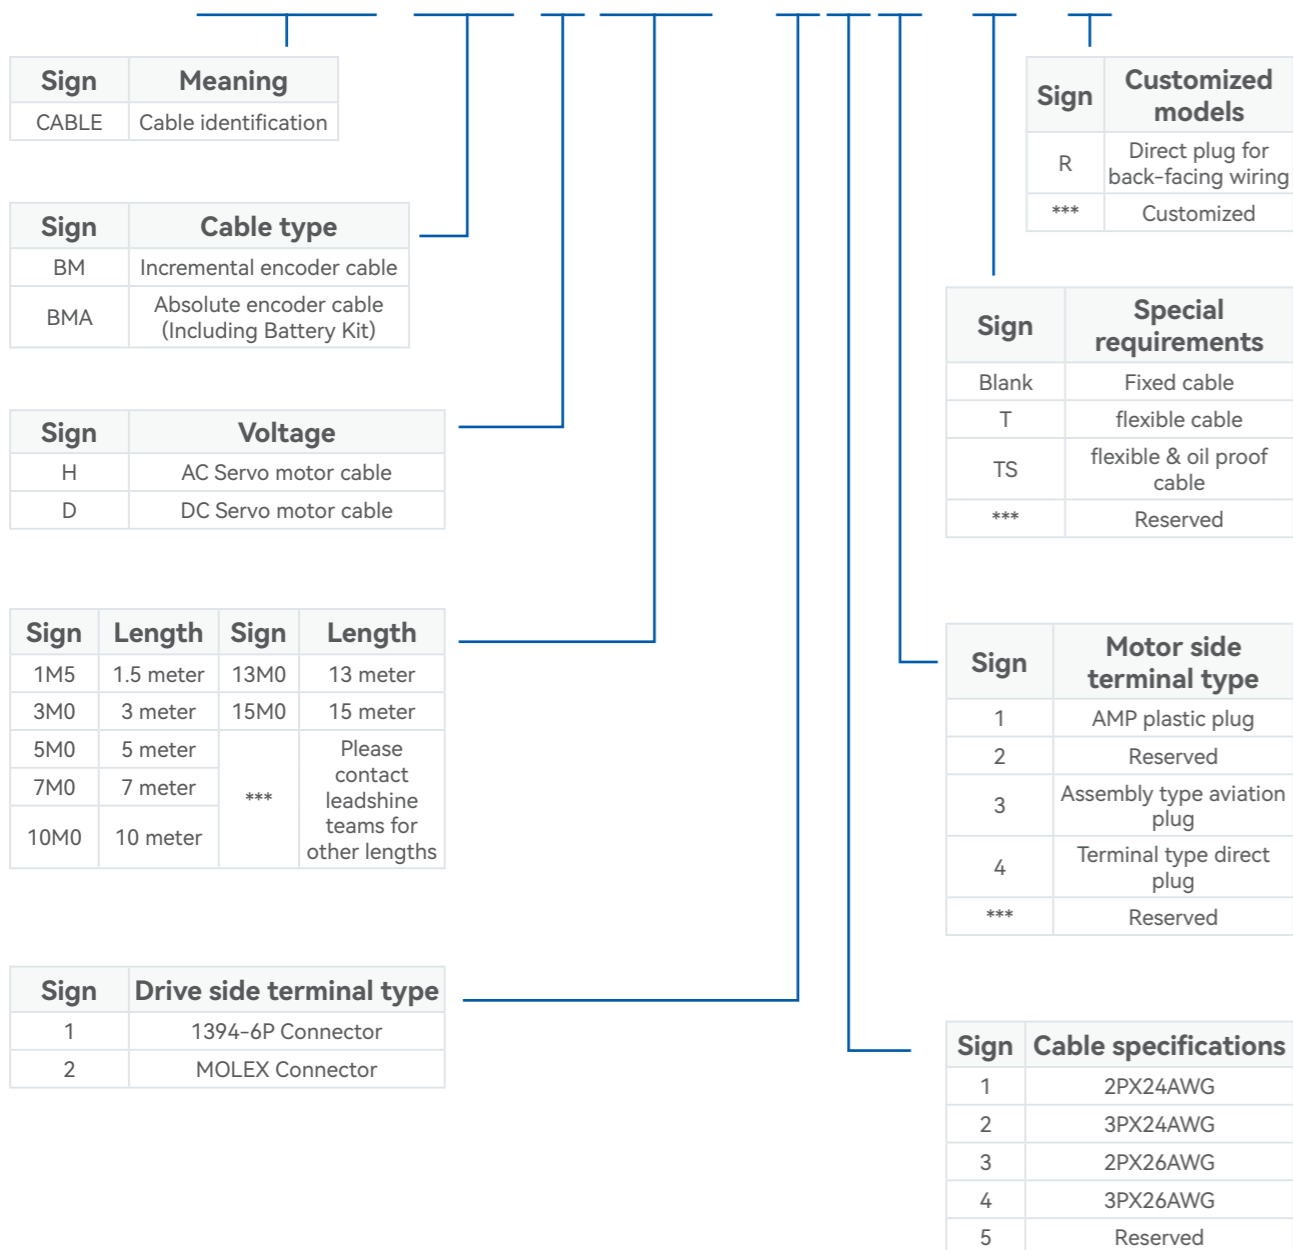 Sign Meaning
CABLE Cable identification
Sign Cable type
BM Incremental encoder cable
BMA Absolute encoder cable
(Including Battery Kit)
Sign Voltage
H AC Servo motor cable
D DC Servo motor cable
Sign Length Sign Length
1M5 1.5 meter 13M0 13 meter
3M0 3 meter 15M0 15 meter
5M0 5 meter
7M0 7 meter
10M0 10 meter
*** Please
contact
leadshine
teams for
other lengths
Sign Drive side terminal type
1 1394-6P Connector
2 MOLEX Connector
Sign Customized
models
R Direct plug for
back-facing wiring
*** Customized
Sign Special
requirements
Blank Fixed cable
T flexible cable
TS flexible & oil proof
cable
*** Reserved
Sign Motor side
terminal type
1 AMP plastic plug
2 Reserved
3 Assembly type aviation
plug
4 Terminal type direct
plug
*** Reserved
Sign Cable specifications
1 2PX24AWG
2 3PX24AWG
3 2PX26AWG
4 3PX26AWG
5 Reserved